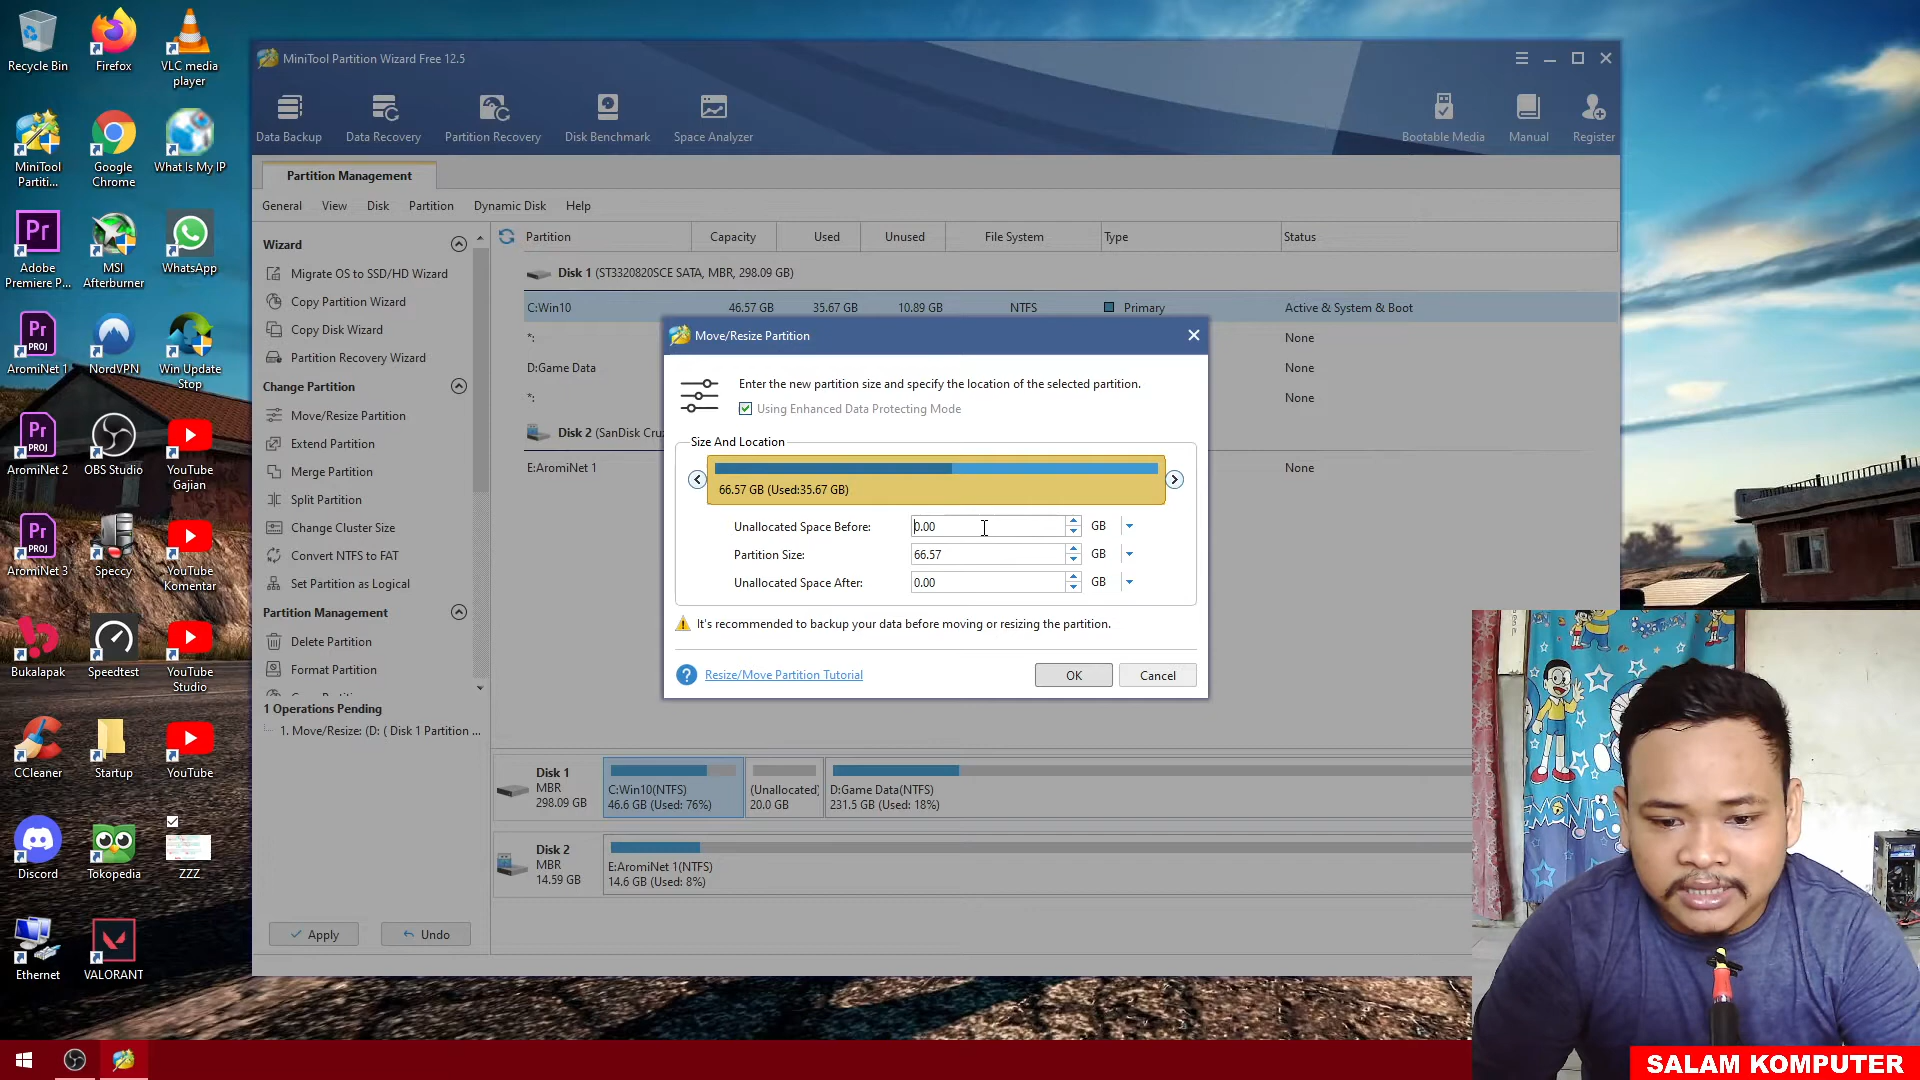 Recycle Bin
Firefox
VLC media
player
MiniTool
Partiti...
Google
Chrome
What Is My IP
Adobe
Premiere P...
MSI
Afterburner
WhatsApp
AromiNet 1
NordVPN
Win Update
Stop
AromiNet 2
OBS Studio
YouTube
Gajian
AromiNet 3
Speccy
YouTube
Komentar
Bukalapak
Speedtest
YouTube
Studio
CCleaner
Startup
YouTube
Discord
Tokopedia
ZZZ
Ethernet
VALORANT
MiniTool Partition Wizard Free 12.5
Data Backup
Data Recovery
Partition Recovery
Disk Benchmark
Space Analyzer
Bootable Media
Manual
Register
Partition Management
General View Disk Partition Dynamic Disk Help
Wizard
Migrate OS to SSD/HD Wizard
Copy Partition Wizard
Copy Disk Wizard
Partition Recovery Wizard
Change Partition
Move/Resize Partition
Extend Partition
Merge Partition
Split Partition
Change Cluster Size
Convert NTFS to FAT
Set Partition as Logical
Partition Management
Delete Partition
Format Partition
1 Operations Pending
1. Move/Resize: (D: ( Disk 1 Partition ...
Apply
Undo
Partition Capacity Used Unused File System Type Status
Disk 1 (ST3320820SCE SATA, MBR, 298.09 GB)
C:Win10 46.57 GB 35.67 GB 10.89 GB NTFS Primary Active & System & Boot
*: None
D:Game Data None
*: None
Disk 2 (SanDisk Cru
E:AromiNet 1 None
Move/Resize Partition
Enter the new partition size and specify the location of the selected partition.
Using Enhanced Data Protecting Mode
Size And Location
66.57 GB (Used:35.67 GB)
Unallocated Space Before: 0.00 GB
Partition Size: 66.57 GB
Unallocated Space After: 0.00 GB
It's recommended to backup your data before moving or resizing the partition.
Resize/Move Partition Tutorial
OK
Cancel
Disk 1
MBR
298.09 GB
C:Win10(NTFS)
46.6 GB (Used: 76%)
(Unallocated)
20.0 GB
D:Game Data(NTFS)
231.5 GB (Used: 18%)
Disk 2
MBR
14.59 GB
E:AromiNet 1(NTFS)
14.6 GB (Used: 8%)
SALAM KOMPUTER